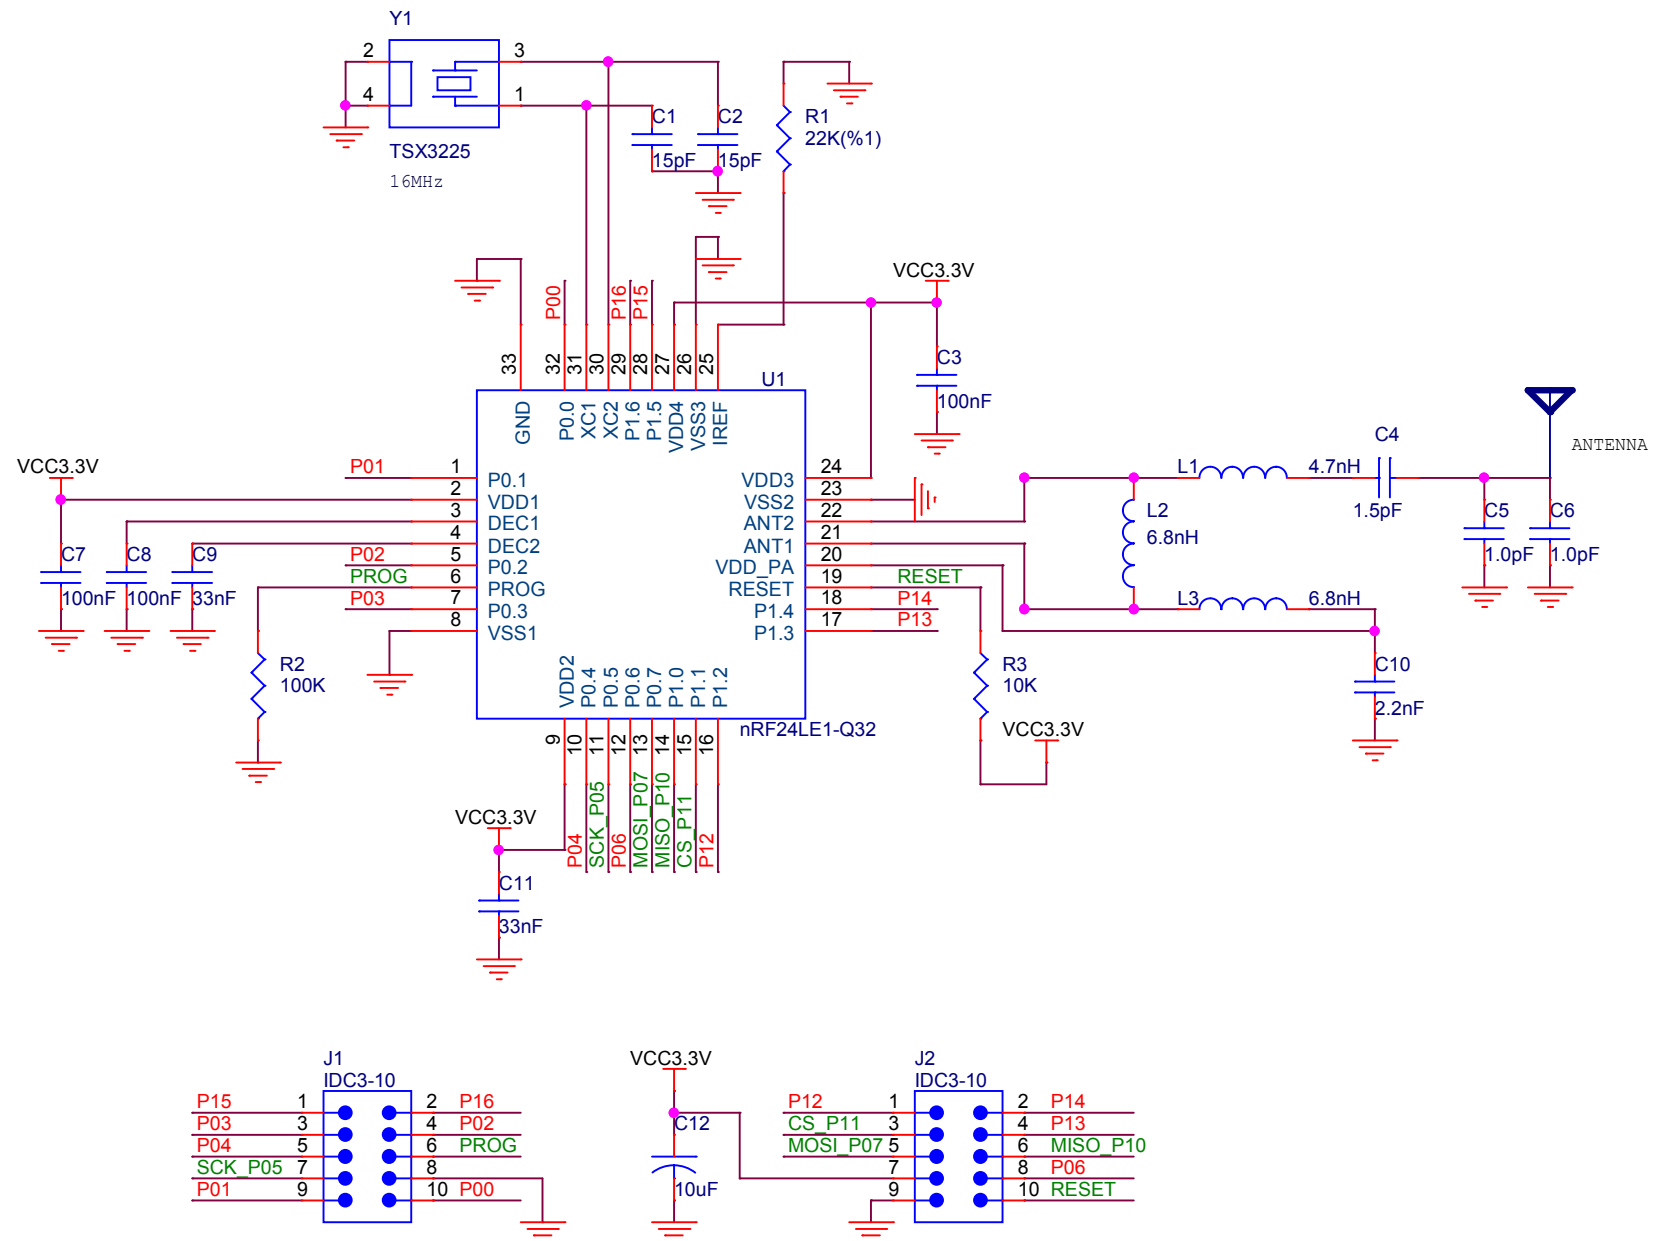 Y1
2
3
4
1
TSX3225
16MHz
C1
15pF
C2
15pF
R1
22K(%1)
VCC3.3V
C3
100nF
P00
P16
P15
33
32
31
30
29
28
27
26
25
U1
GND
P0.0
XC1
XC2
P1.6
P1.5
VDD4
VSS3
IREF
VCC3.3V
P01
1
P0.1
2
VDD1
3
DEC1
4
DEC2
P02
5
P0.2
PROG
6
PROG
P03
7
P0.3
8
VSS1
C7
100nF
C8
100nF
C9
33nF
R2
100K
VDD3
24
VSS2
23
ANT2
22
ANT1
21
VDD_PA
20
RESET
19
RESET
P1.4
18
P14
P1.3
17
P13
L1
4.7nH
C4
1.5pF
ANTENNA
L2
6.8nH
C5
1.0pF
C6
1.0pF
L3
6.8nH
C10
2.2nF
R3
10K
VCC3.3V
VDD2
P0.4
P0.5
P0.6
P0.7
P1.0
P1.1
P1.2
nRF24LE1-Q32
9
10
11
12
13
14
15
16
P04
SCK_P05
P06
MOSI_P07
MISO_P10
CS_P11
P12
VCC3.3V
C11
33nF
J1
IDC3-10
P15
1
2
P16
P03
3
4
P02
P04
5
6
PROG
SCK_P05
7
8
P01
9
10
P00
VCC3.3V
C12
10uF
J2
IDC3-10
P12
1
2
P14
CS_P11
3
4
P13
MOSI_P07
5
6
MISO_P10
7
8
P06
9
10
RESET